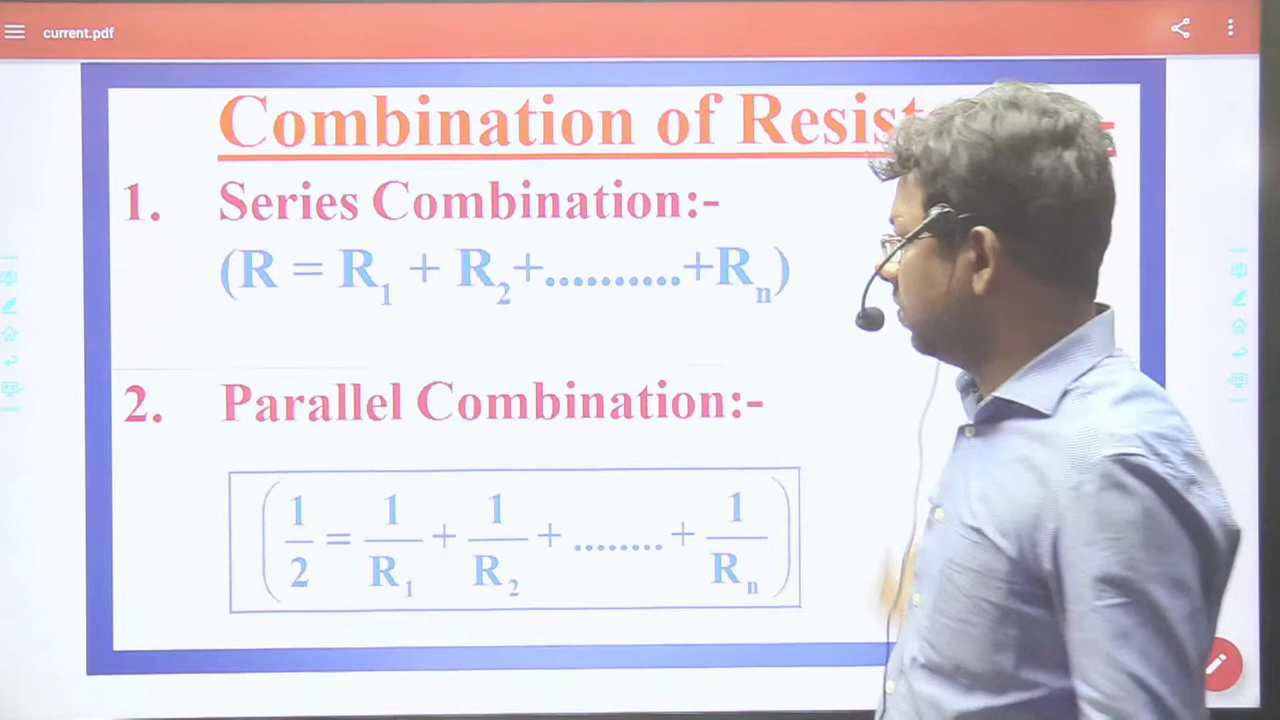 current.pdf
Combination of
1. Series Combination:-
(R = R₁ + R₂+..........+Rₙ)
2. Parallel Combination:-
(1/2 = 1/R₁ + 1/R₂ + ........ + 1/Rₙ)